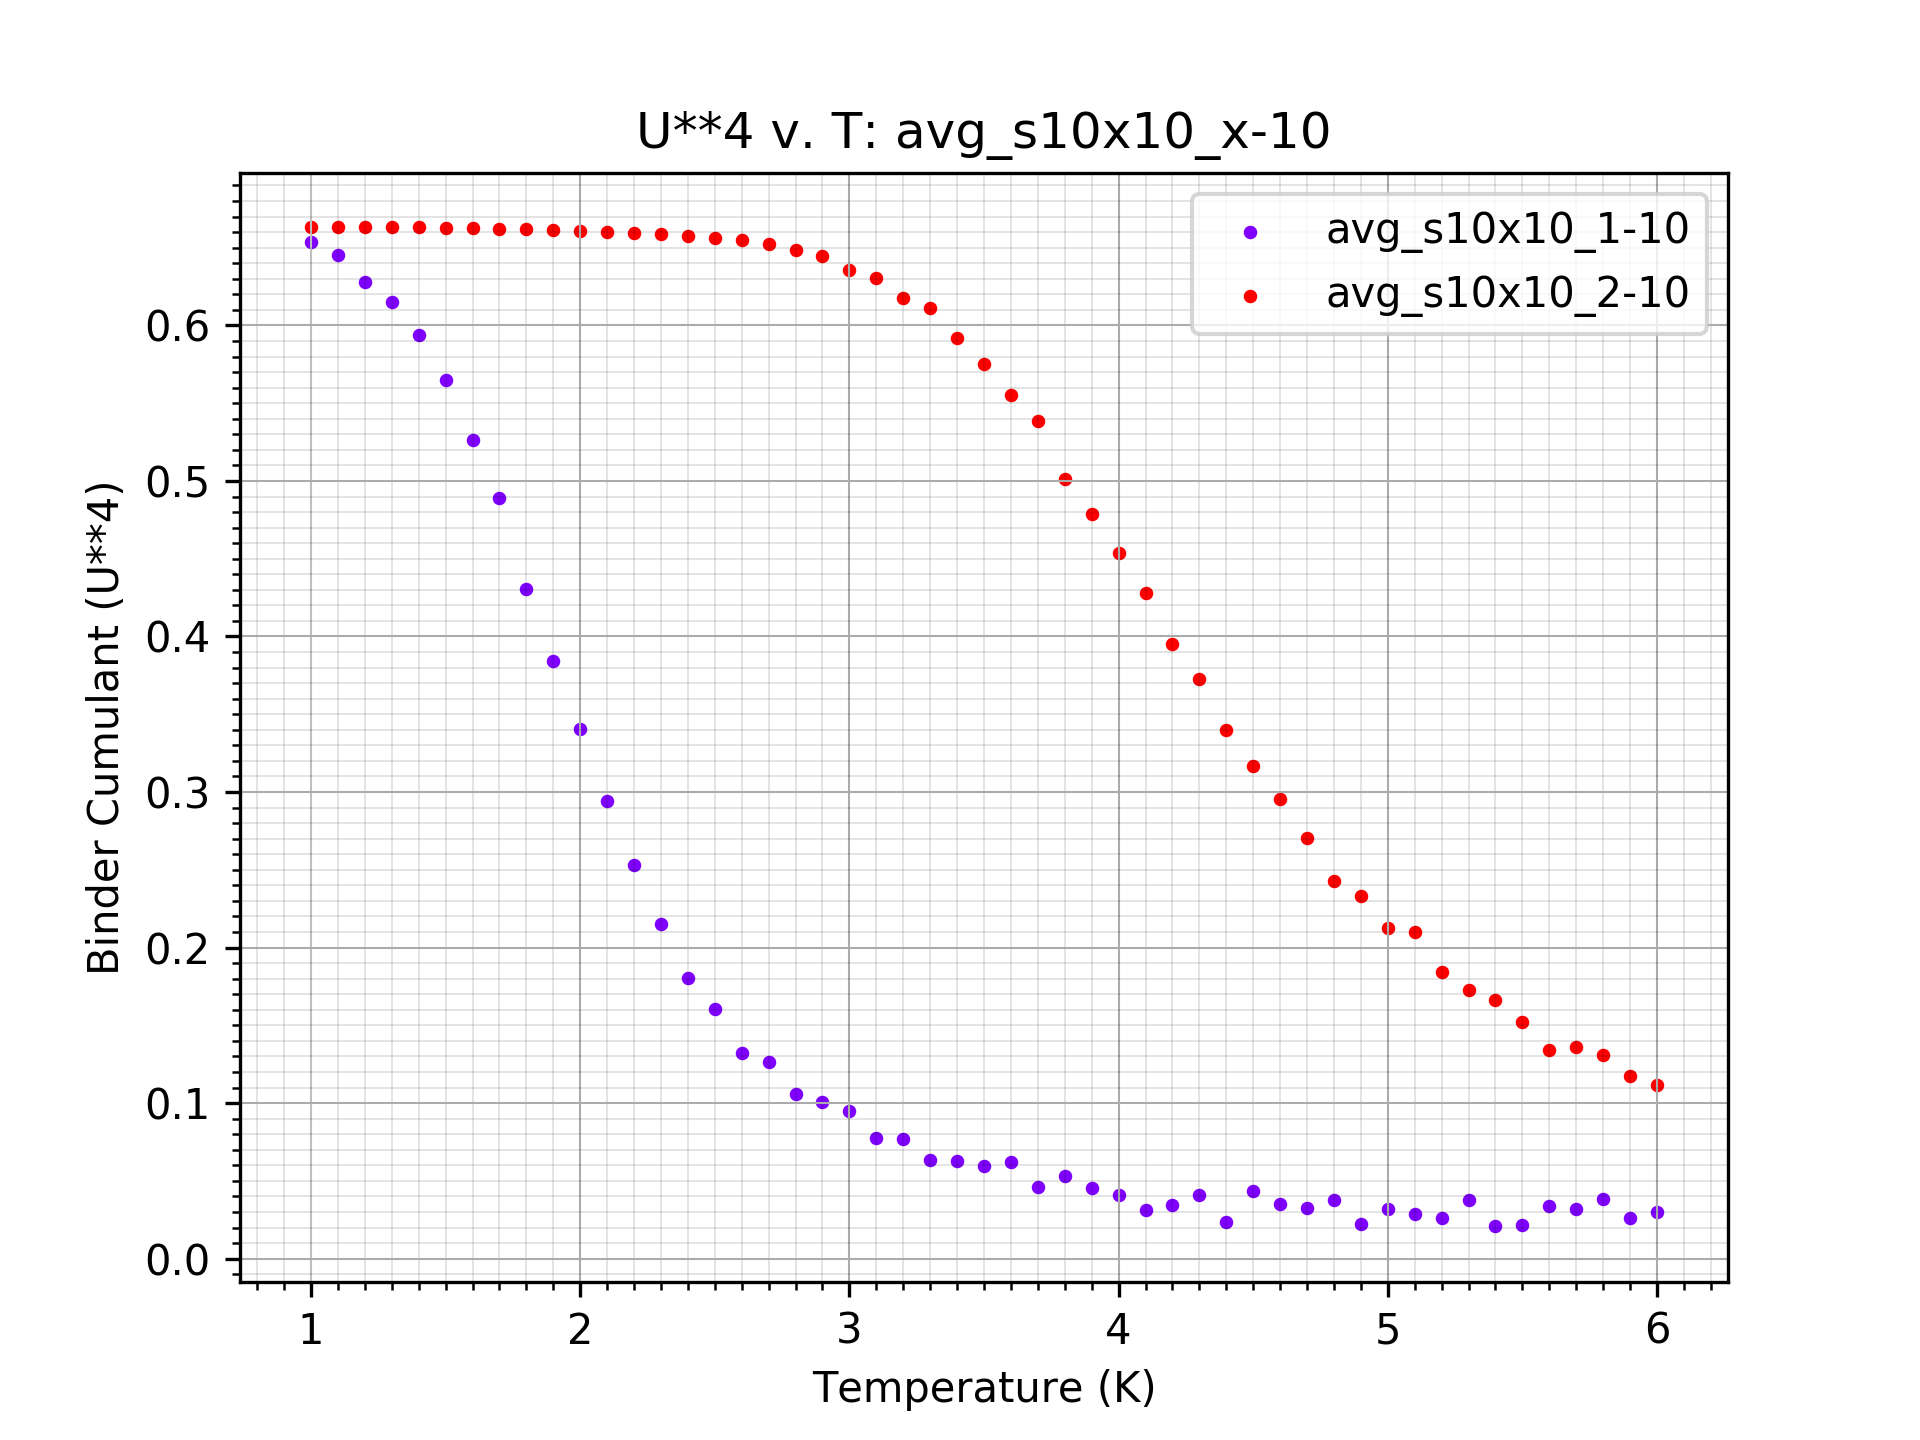 U**4 v. T: avg_s10x10_x-10
avg_s10x10_1-10
avg_s10x10_2-10
Binder Cumulant (U**4)
0.6
0.5
0.4
0.3
0.2
0.1
0.0
1 2 3 4 5 6
Temperature (K)